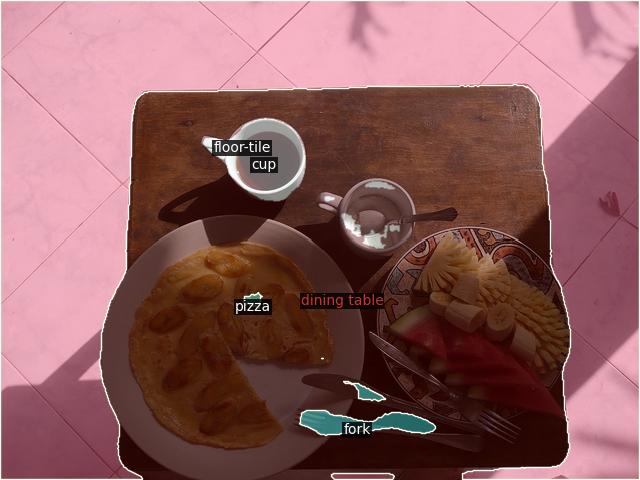 floor-tile
cup
pizza
dining table
fork